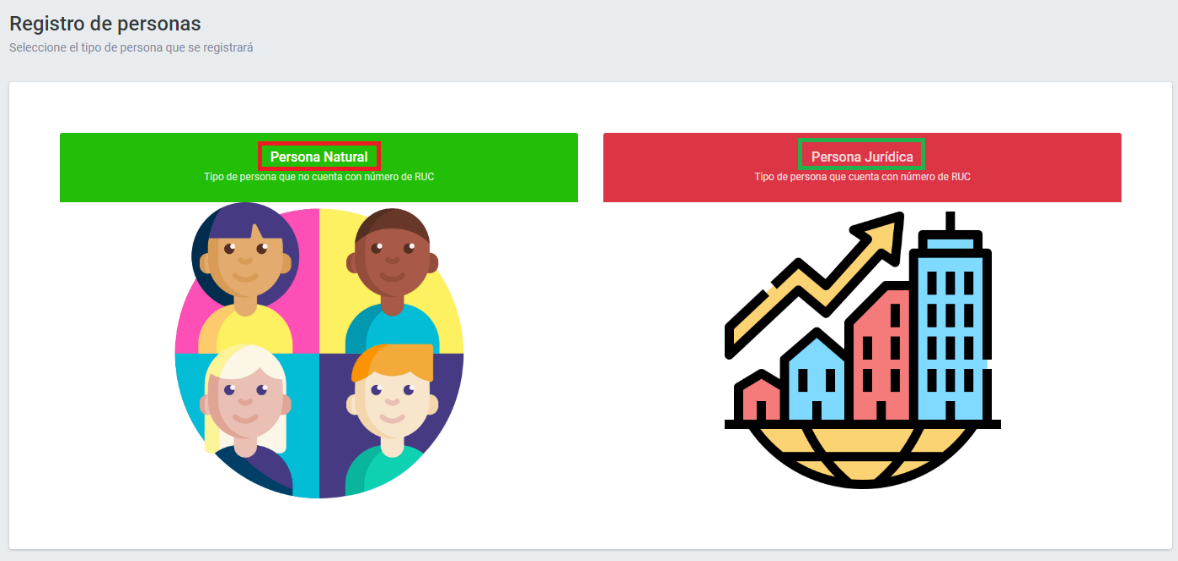 Registro de personas
Seleccione el tipo de persona que se registrará
Persona Natural
Tipo de persona que no cuenta con número de RUC
Persona Jurídica
Tipo de persona que cuenta con número de RUC